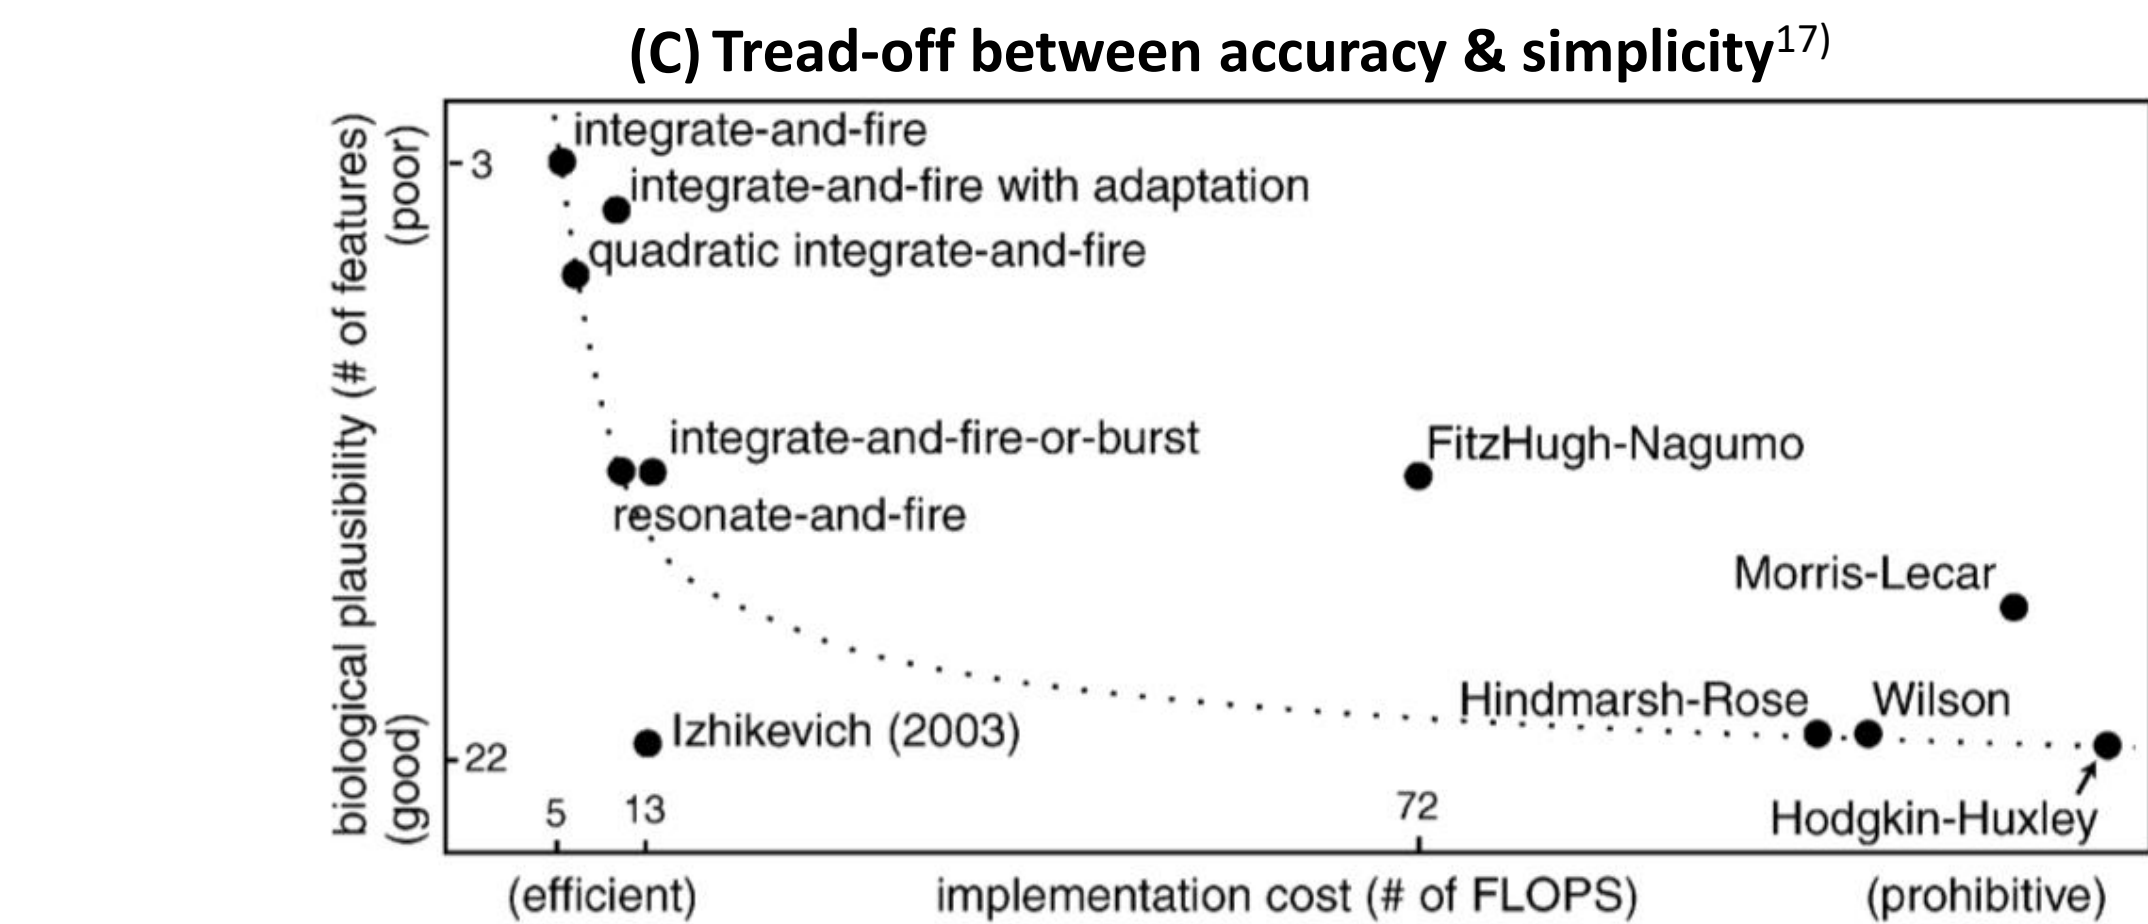 (C) Tread-off between accuracy & simplicity17)
biological plausibility (# of features)
(poor)
(good)
3
22
integrate-and-fire
integrate-and-fire with adaptation
quadratic integrate-and-fire
integrate-and-fire-or-burst
resonate-and-fire
FitzHugh-Nagumo
Morris-Lecar
Hindmarsh-Rose
Wilson
Izhikevich (2003)
Hodgkin-Huxley
5
13
72
(efficient)
implementation cost (# of FLOPS)
(prohibitive)